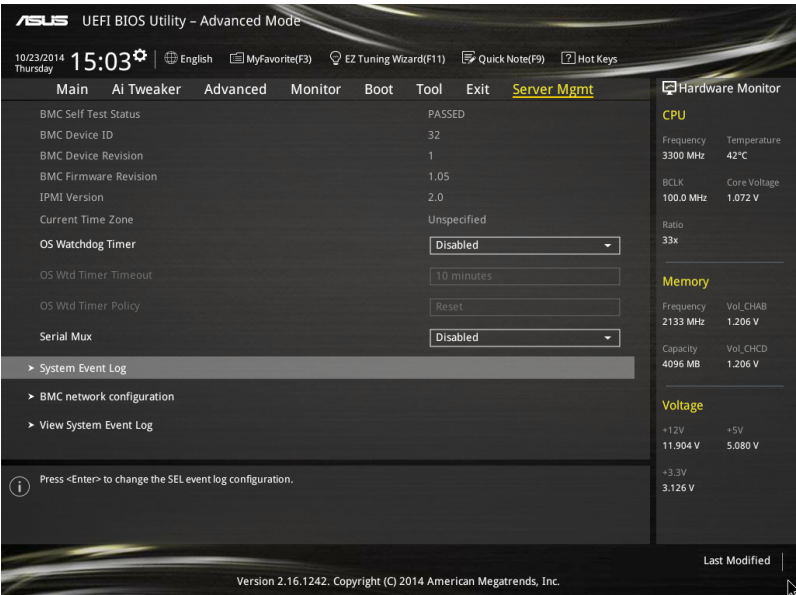 ASUS UEFI BIOS Utility – Advanced Mode
10/23/2014 Thursday 15:03 English MyFavorite(F3) EZ Tuning Wizard(F11) Quick Note(F9) ? Hot Keys
Main Ai Tweaker Advanced Monitor Boot Tool Exit Server Mgmt
BMC Self Test Status PASSED
BMC Device ID 32
BMC Device Revision 1
BMC Firmware Revision 1.05
IPMI Version 2.0
Current Time Zone Unspecified
OS Watchdog Timer Disabled
OS Wtd Timer Timeout 10 minutes
OS Wtd Timer Policy Reset
Serial Mux Disabled
> System Event Log
> BMC network configuration
> View System Event Log
Press <Enter> to change the SEL event log configuration.
Hardware Monitor
CPU
Frequency Temperature
3300 MHz 42°C
BCLK Core Voltage
100.0 MHz 1.072 V
Ratio
33x
Memory
Frequency Vol_CHAB
2133 MHz 1.206 V
Capacity Vol_CHCD
4096 MB 1.206 V
Voltage
+12V +5V
11.904 V 5.080 V
+3.3V
3.126 V
Last Modified
Version 2.16.1242. Copyright (C) 2014 American Megatrends, Inc.